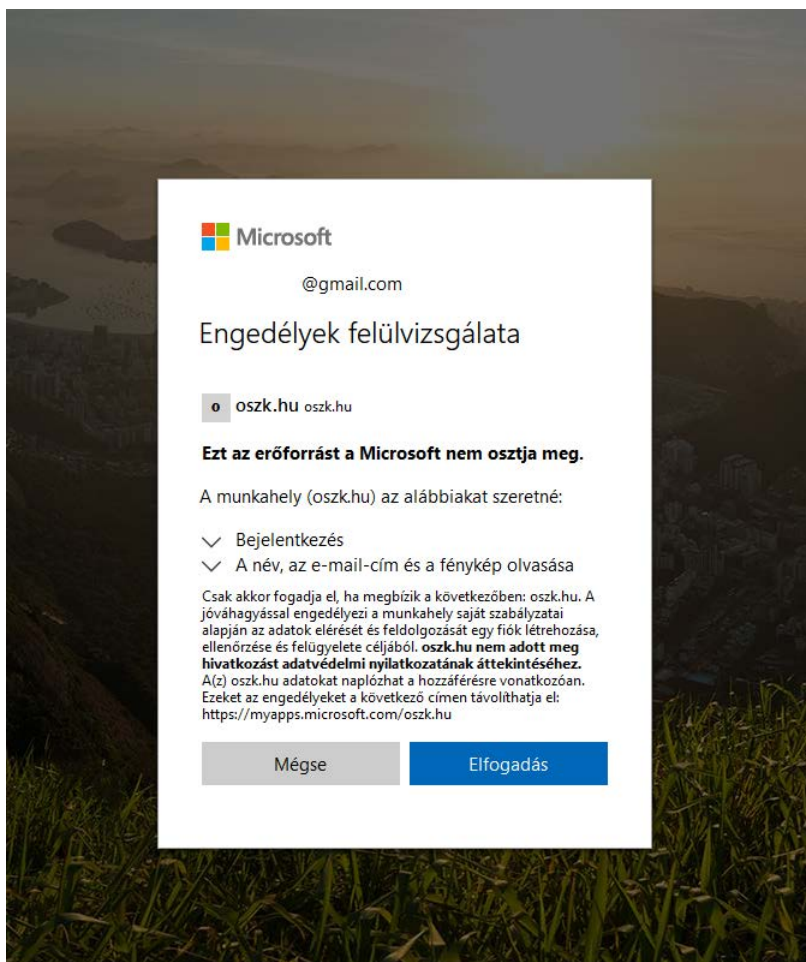 Microsoft
@gmail.com
Engedélyek felülvizsgálata
o oszk.hu oszk.hu
Ezt az erőforrást a Microsoft nem osztja meg.
A munkahely (oszk.hu) az alábbiakat szeretné:
Bejelentkezés
A név, az e-mail-cím és a fénykép olvasása
Csak akkor fogadja el, ha megbízik a következőben: oszk.hu. A
jóváhagyással engedélyezi a munkahely saját szabályzatai
alapján az adatok elérését és feldolgozását egy fiók létrehozása,
ellenőrzése és felügyelete céljából. oszk.hu nem adott meg
hivatkozást adatvédelmi nyilatkozatának áttekintéséhez.
A(z) oszk.hu adatokat naplózhat a hozzáférésre vonatkozóan.
Ezeket az engedélyeket a következő címen távolíthatja el:
https://myapps.microsoft.com/oszk.hu
Mégse Elfogadás